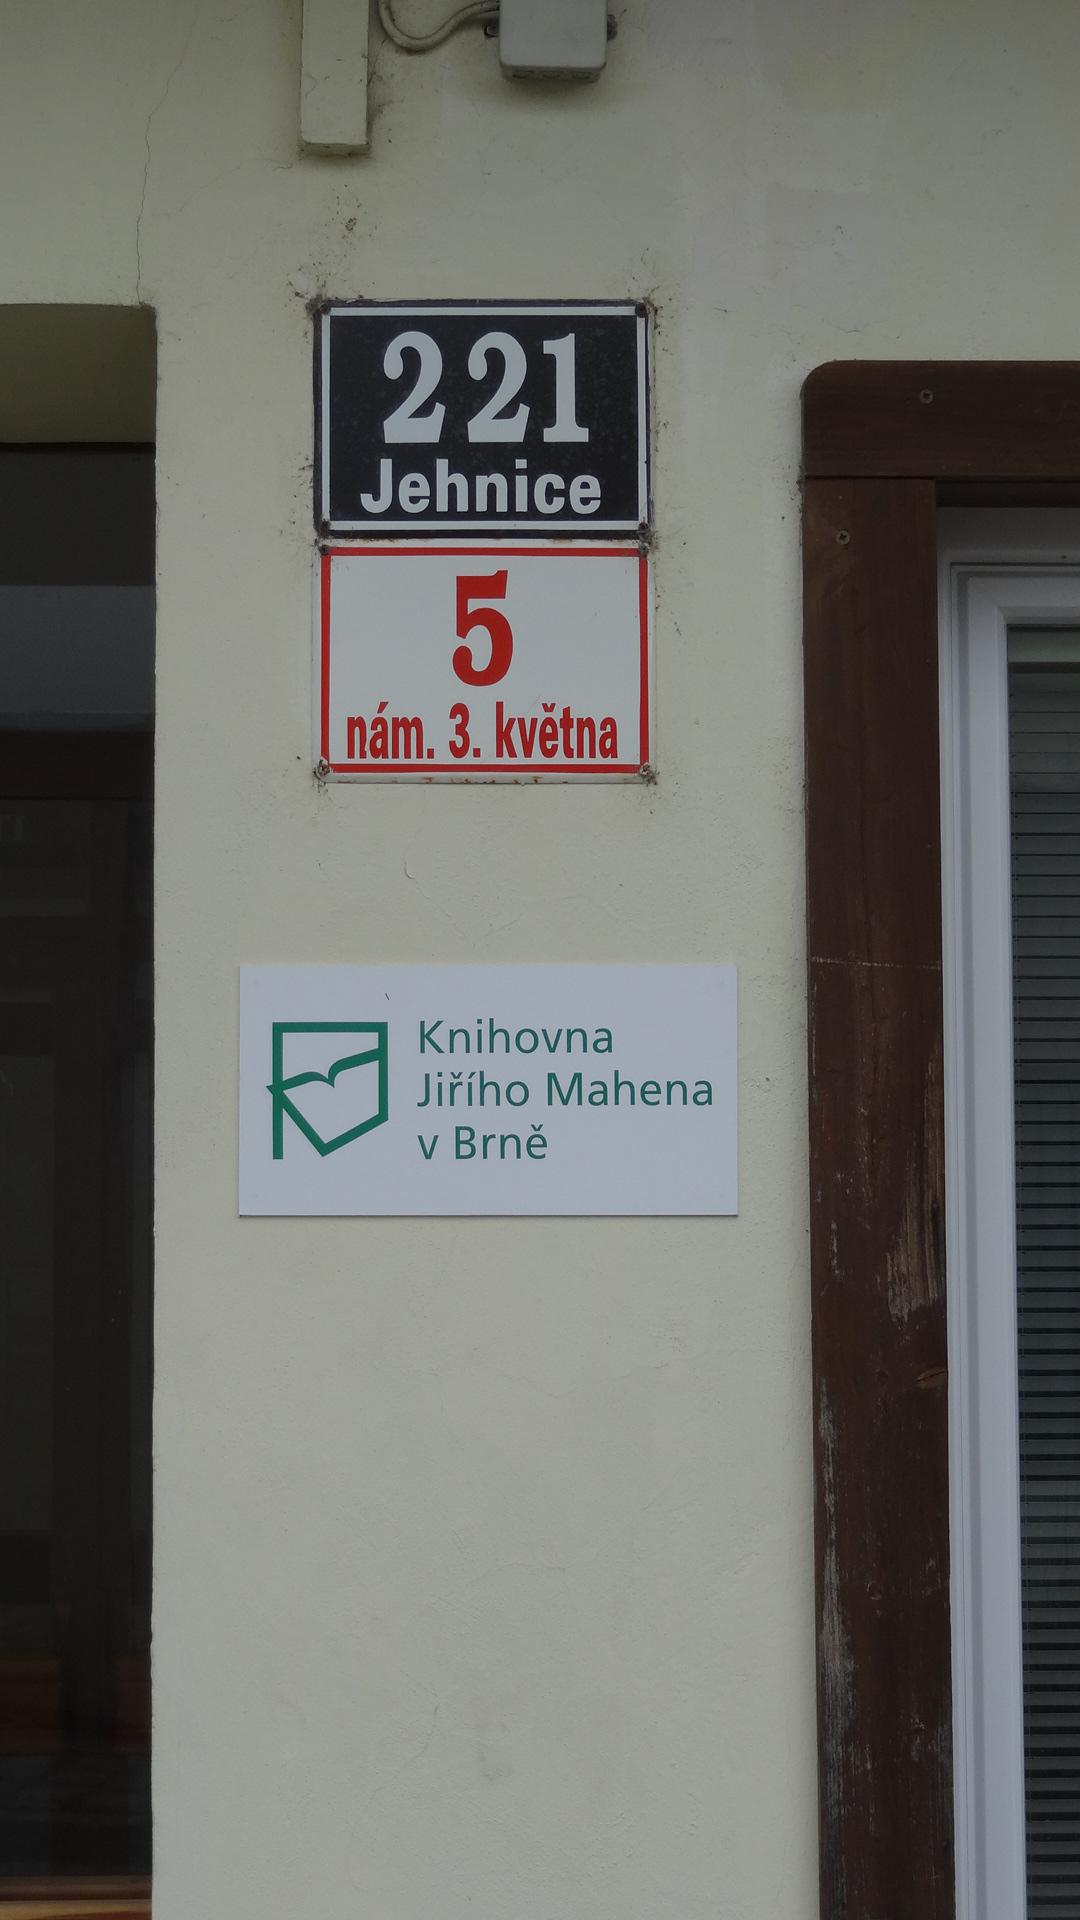 221
Jehnice
5
nám. 3. května
Knihovna
Jiřího Mahena
v Brně